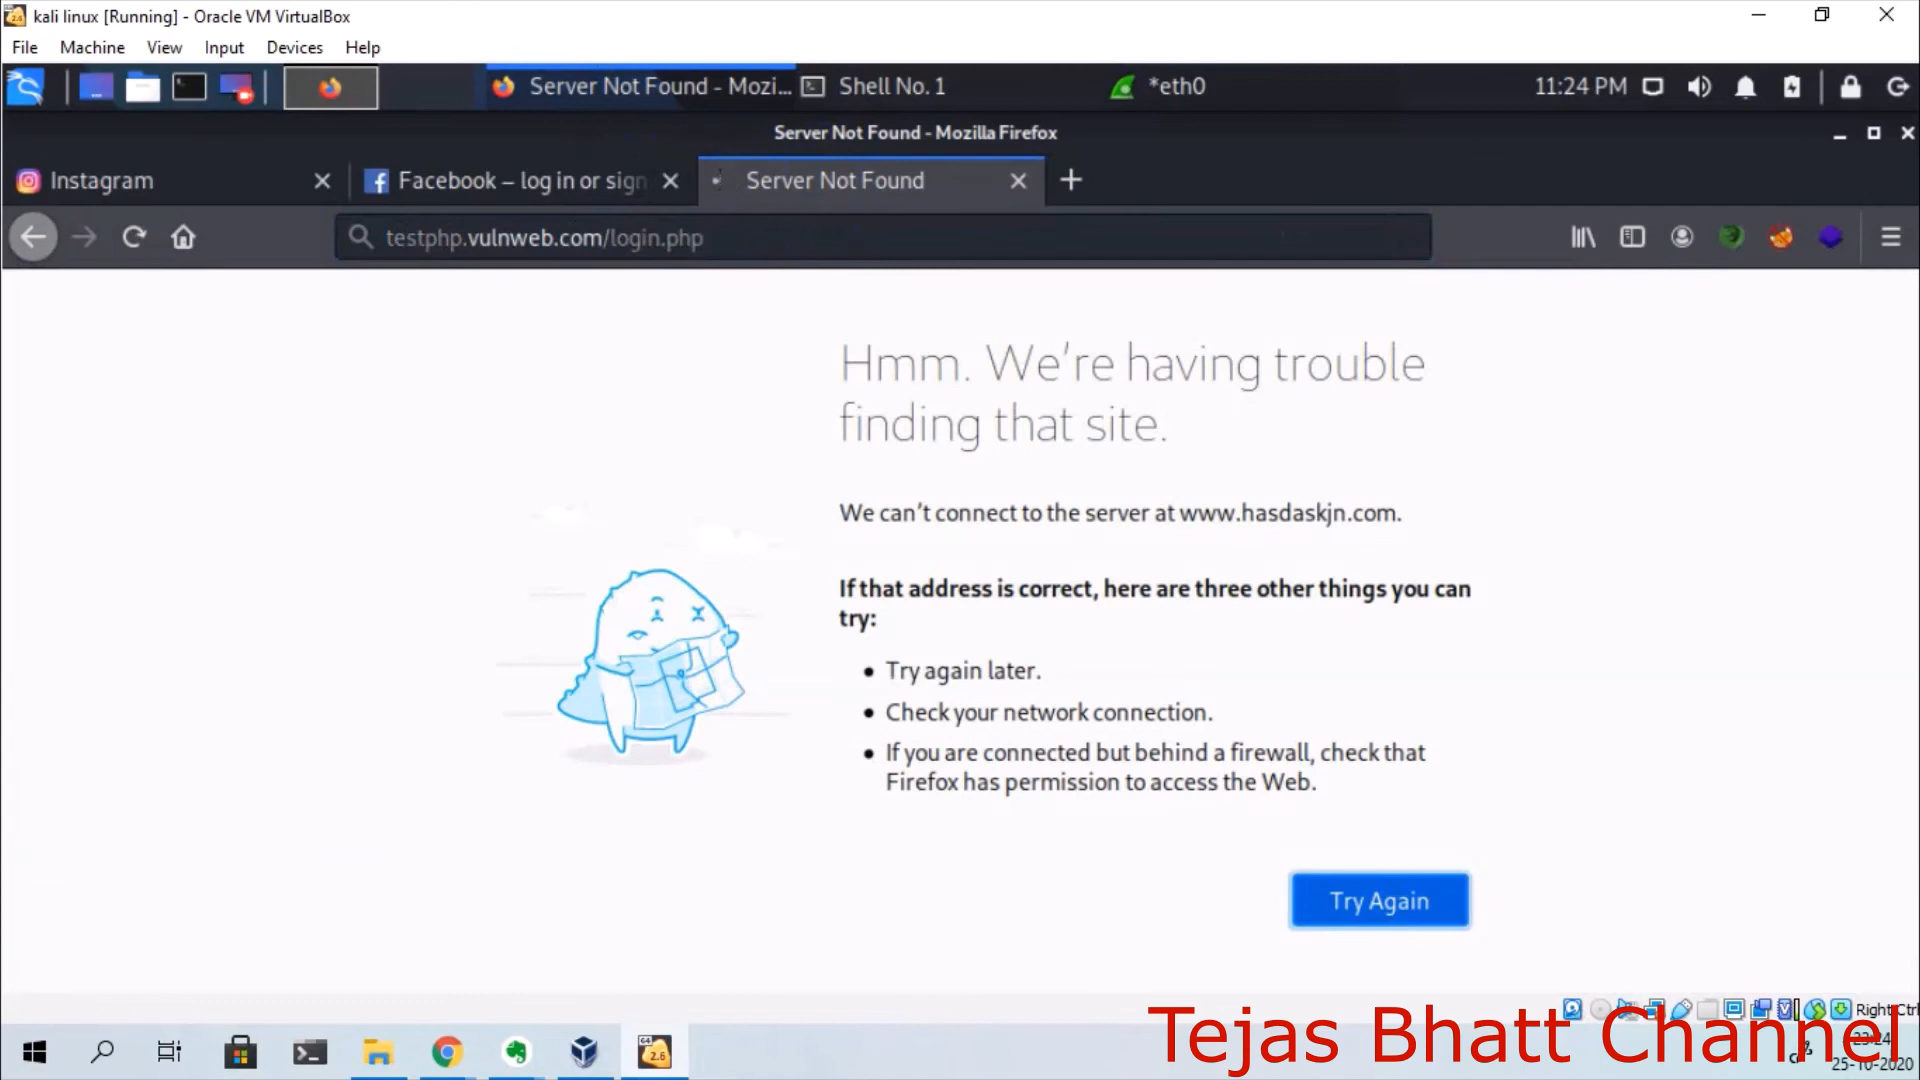 kali linux [Running] - Oracle VM VirtualBox
File Machine View Input Devices Help
Server Not Found - Mozi... Shell No. 1 *eth0 11:24 PM
Server Not Found - Mozilla Firefox
Instagram Facebook – log in or sign Server Not Found
testphp.vulnweb.com/login.php
Hmm. We're having trouble
finding that site.
We can't connect to the server at www.hasdaskjn.com.
If that address is correct, here are three other things you can
try:
• Try again later.
• Check your network connection.
• If you are connected but behind a firewall, check that
Firefox has permission to access the Web.
Try Again
Right Ctrl
Tejas Bhatt Channel
23:24
25-10-2020
64
2.6